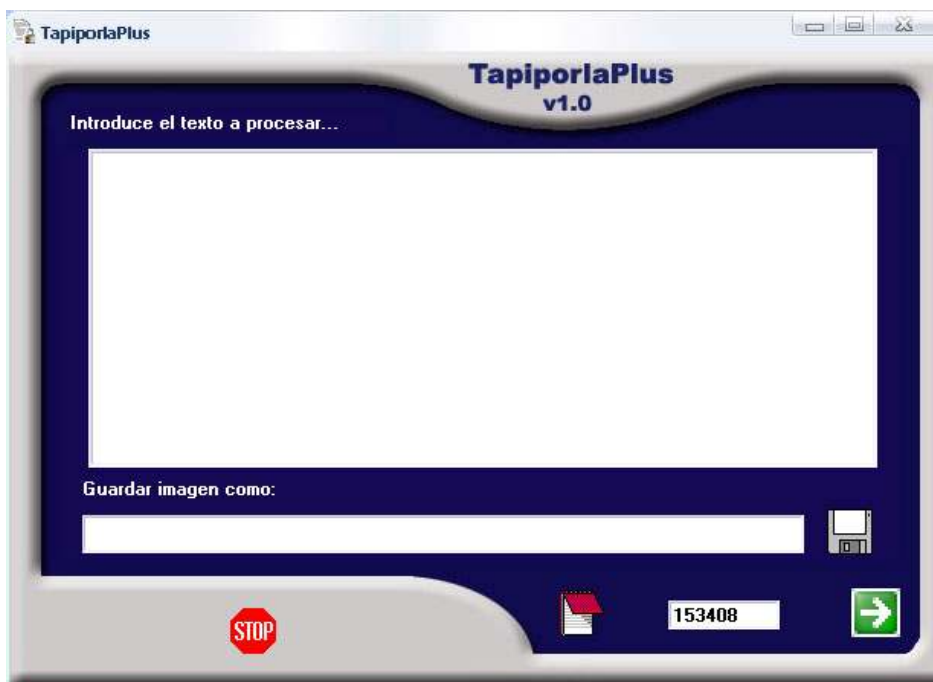 TapiporlaPlus
TapiporlaPlus
v1.0
Introduce el texto a procesar...
Guardar imagen como:
STOP
153408